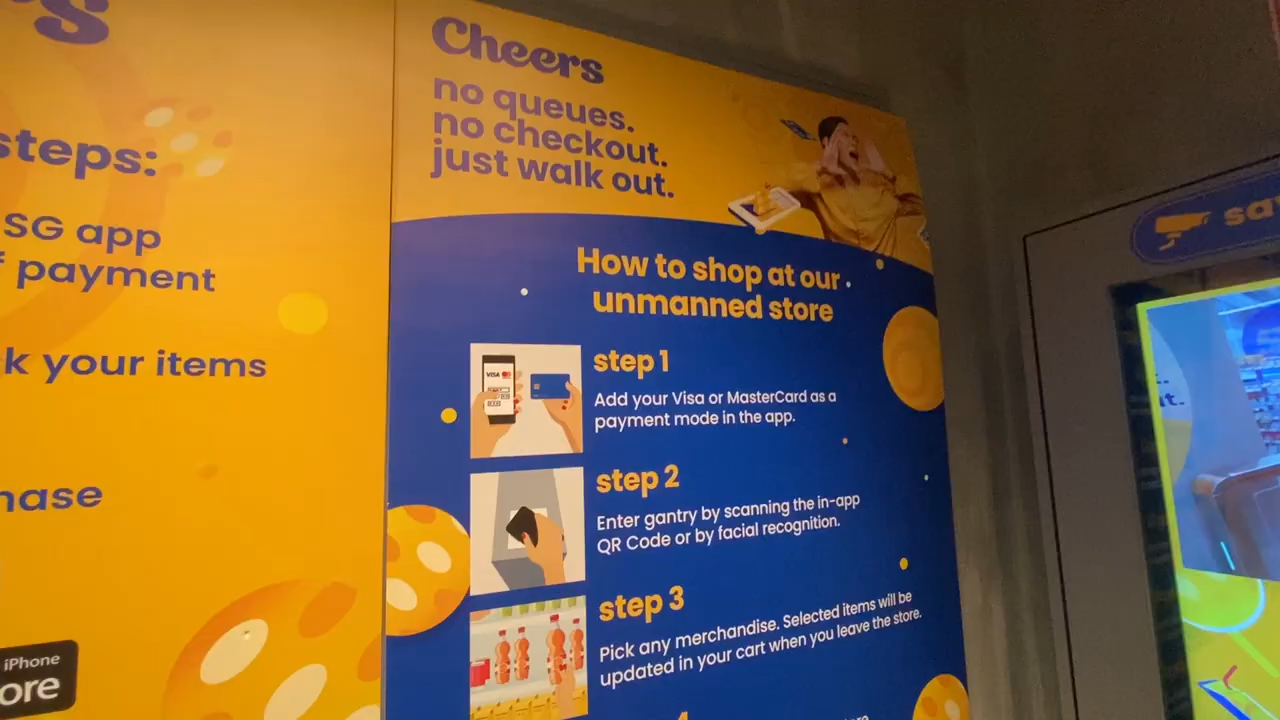 steps:
SG app
payment
your items
iPhone
Cheers
no queues.
no checkout.
just walk out.
How to shop at our
unmanned store
step 1
Add your Visa or MasterCard as a
payment mode in the app.
VISA
step 2
Enter gantry by scanning the in-app
QR Code or by facial recognition.
step 3
Pick any merchandise. Selected items will be
updated in your cart when you leave the store.